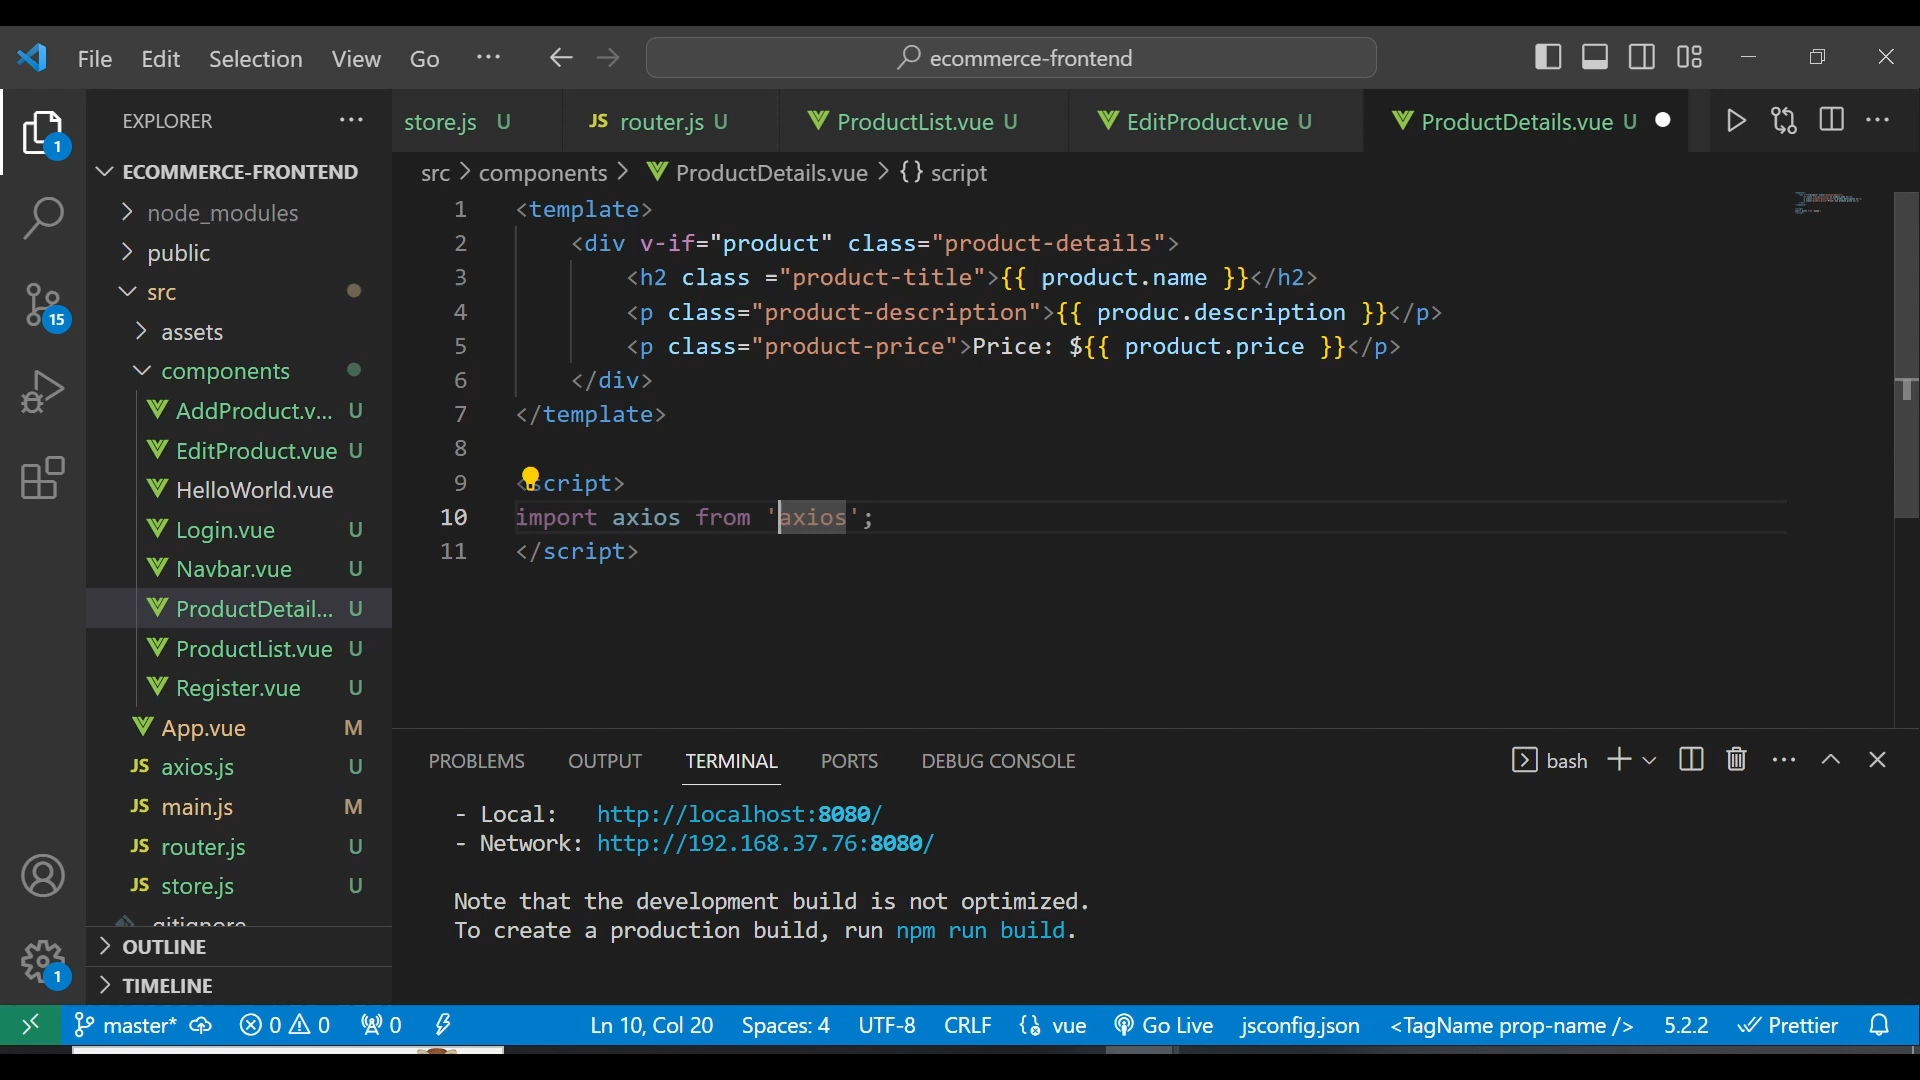 File Edit Selection View Go ··· ecommerce-frontend
EXPLORER ···
store.js U
JS router.js U
ProductList.vue U
EditProduct.vue U
ProductDetails.vue U
ECOMMERCE-FRONTEND
src > components > ProductDetails.vue > {} script
node_modules
public
src
assets
components
AddProduct.v... U
EditProduct.vue U
HelloWorld.vue
Login.vue U
Navbar.vue U
ProductDetail... U
ProductList.vue U
Register.vue U
App.vue M
JS axios.js U
JS main.js M
JS router.js U
JS store.js U
.gitignore
OUTLINE
TIMELINE
1
15
1
1 <template>
2 <div v-if="product" class="product-details">
3 <h2 class ="product-title">{{ product.name }}</h2>
4 <p class="product-description">{{ produc.description }}</p>
5 <p class="product-price">Price: ${{ product.price }}</p>
6 </div>
7 </template>
8
9 <script>
10 import axios from 'axios';
11 </script>
PROBLEMS OUTPUT TERMINAL PORTS DEBUG CONSOLE
bash
- Local: http://localhost:8080/
- Network: http://192.168.37.76:8080/
Note that the development build is not optimized.
To create a production build, run npm run build.
master* 0 0 0 Ln 10, Col 20 Spaces: 4 UTF-8 CRLF {} vue Go Live jsconfig.json <TagName prop-name /> 5.2.2 Prettier